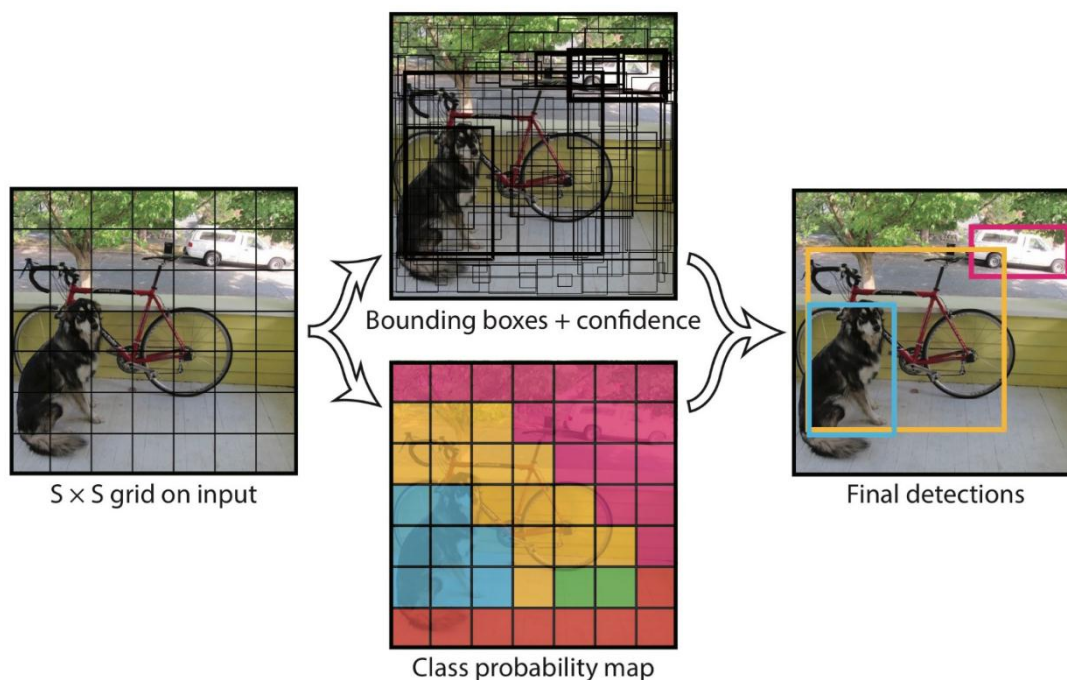 S × S grid on input
Bounding boxes + confidence
Class probability map
Final detections